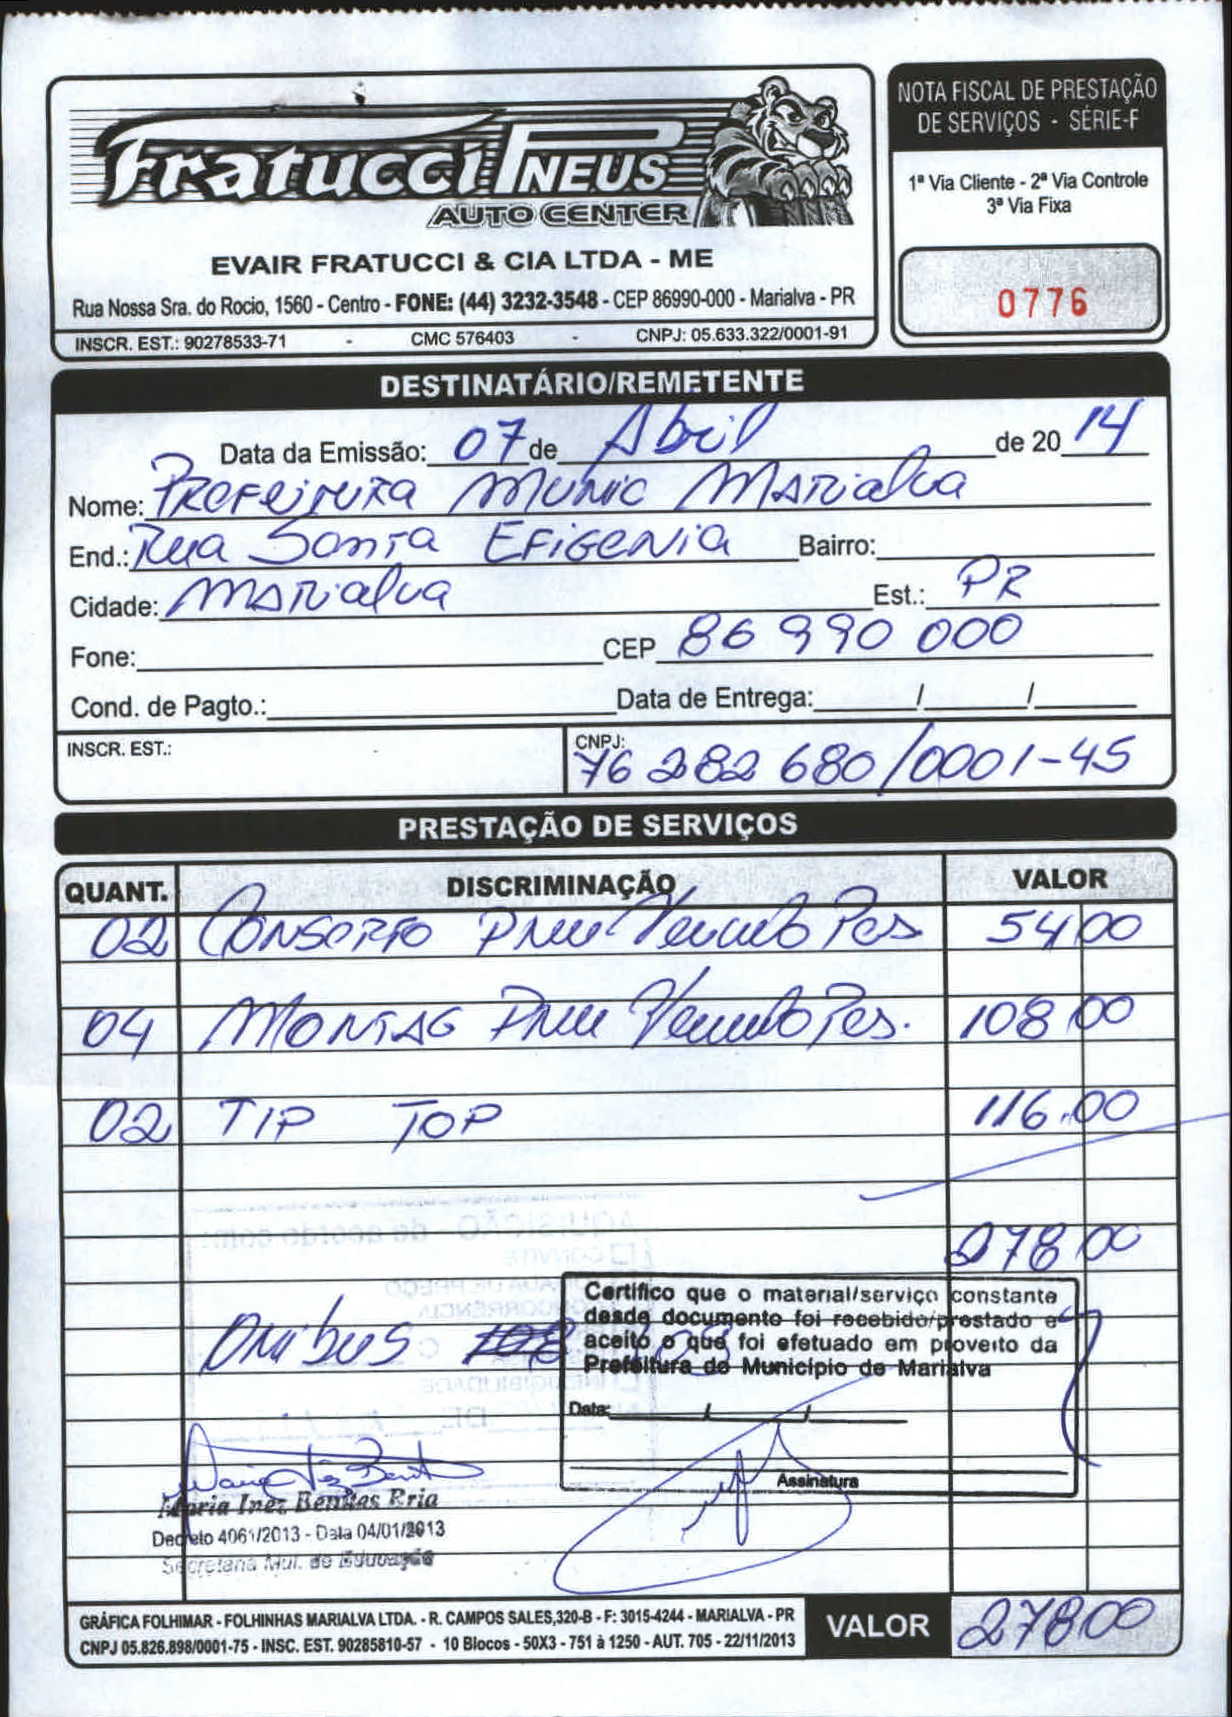 NOTA FISCAL DE PRESTAÇÃO
DE SERVIÇOS - SÉRIE-F
1ª Via Cliente - 2ª Via Controle
3ª Via Fixa
0776
Fratucci PNEUS
AUTO CENTER
EVAIR FRATUCCI & CIA LTDA - ME
Rua Nossa Sra. do Rocio, 1560 - Centro - FONE: (44) 3232-3548 - CEP 86990-000 - Marialva - PR
INSCR. EST.: 90278533-71 - CMC 576403 - CNPJ: 05.633.322/0001-91
DESTINATÁRIO/REMETENTE
Data da Emissão: 07 de Abril de 20 14
Nome: Prefeitura Munic Marialva
End.: Rua Santa Efigenia Bairro:
Cidade: Marialva Est.: PR
Fone: CEP 86 990 000
Cond. de Pagto.: Data de Entrega: / /
INSCR. EST.: CNPJ: 76 282 680/0001-45
PRESTAÇÃO DE SERVIÇOS
QUANT. DISCRIMINAÇÃO VALOR
02 Conserto Pneu Veiculo Pes 54 00
04 Montag Pneu Veiculo Pes. 108 00
02 TIP TOP 116.00
278 00
AQUISIÇÃO - de acordo com:
Certifico que o material/serviço constante
desde documento foi recebido/prestado e
aceito o que foi efetuado em proveito da
Prefeitura do Município de Marialva
Onibus
Data: / /
Assinatura
Maria Inez Benites Eria
Decreto 4061/2013 - Data 04/01/2013
Secretaria Mul. de Educação
GRÁFICA FOLHIMAR - FOLHINHAS MARIALVA LTDA. - R. CAMPOS SALES,320-B - F: 3015-4244 - MARIALVA - PR
CNPJ 05.826.898/0001-75 - INSC. EST. 90285810-57 - 10 Blocos - 50X3 - 751 à 1250 - AUT. 705 - 22/11/2013
VALOR 278 00